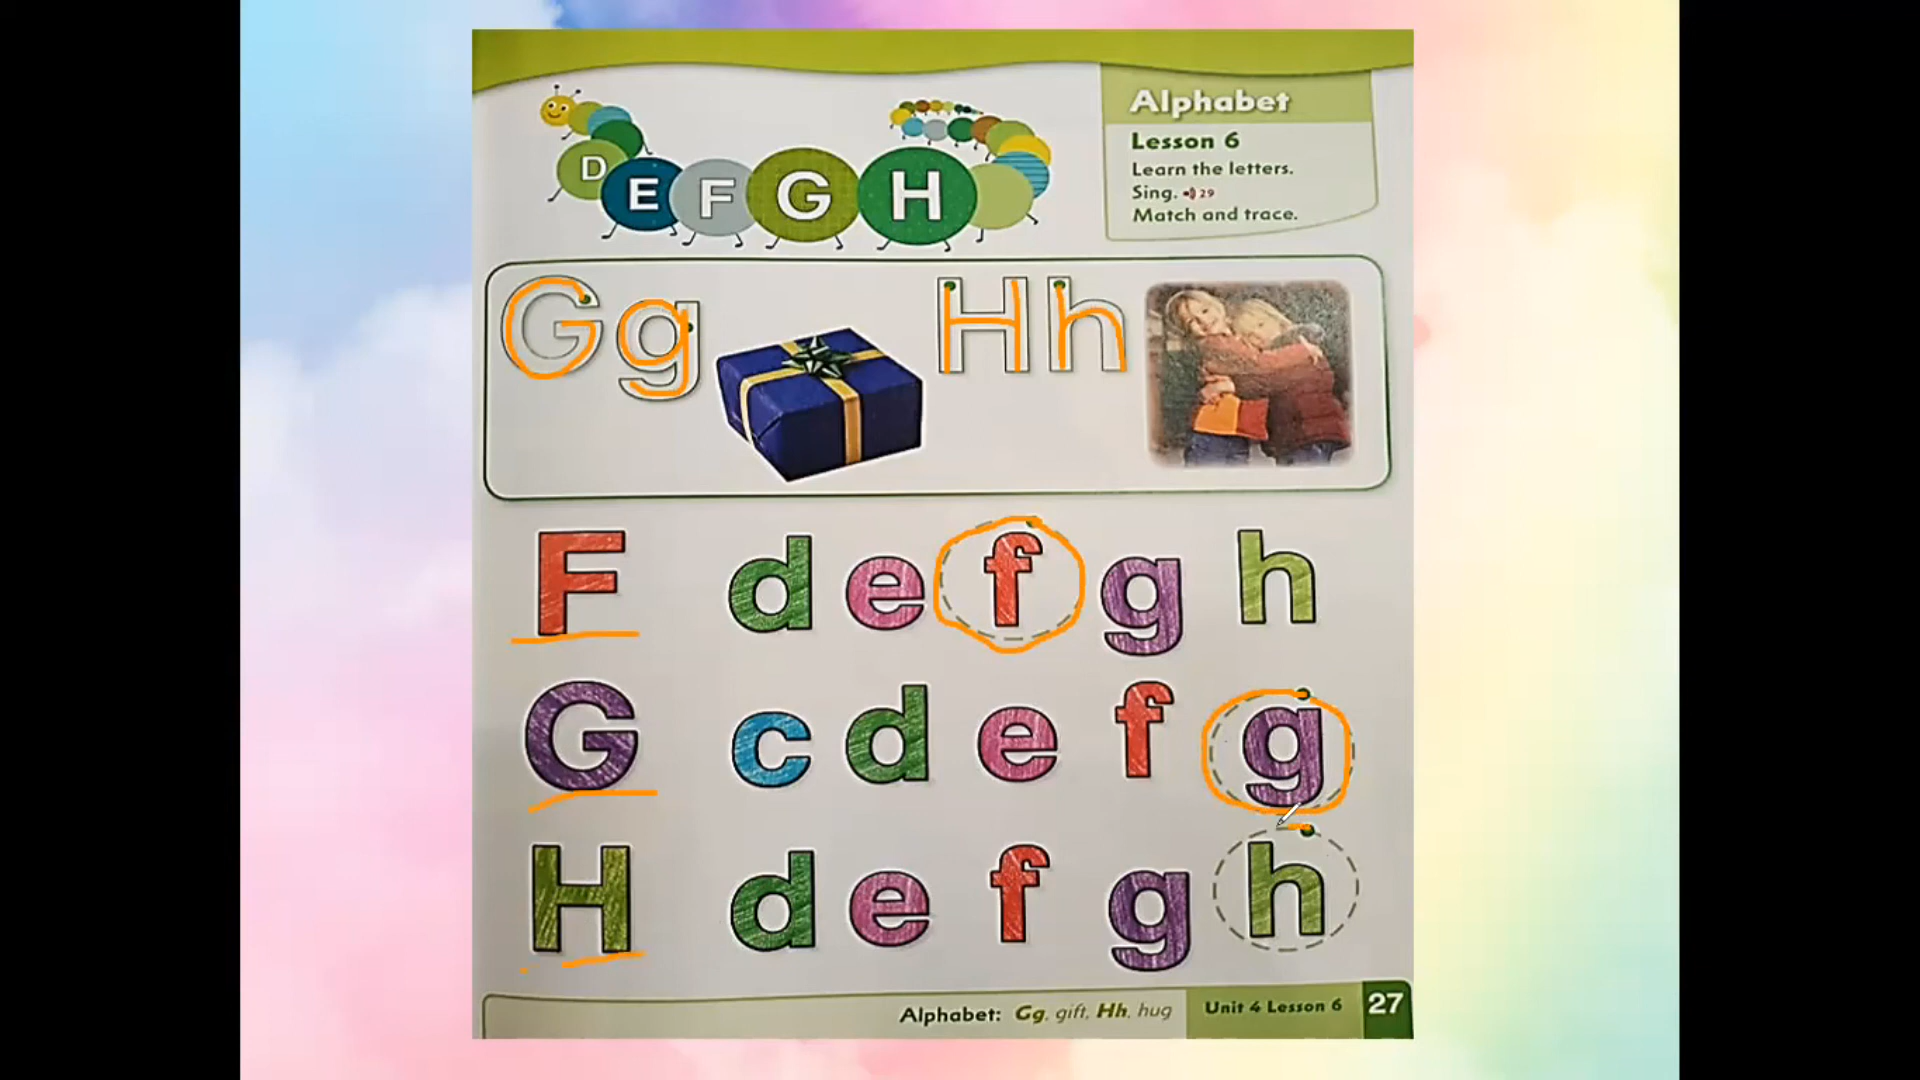 D E F G H
Alphabet
Lesson 6
Learn the letters.
Sing. 29
Match and trace.
Gg Hh
F d e f g h
G c d e f g
H d e f g h
Alphabet: Gg, gift, Hh, hug
Unit 4 Lesson 6 27